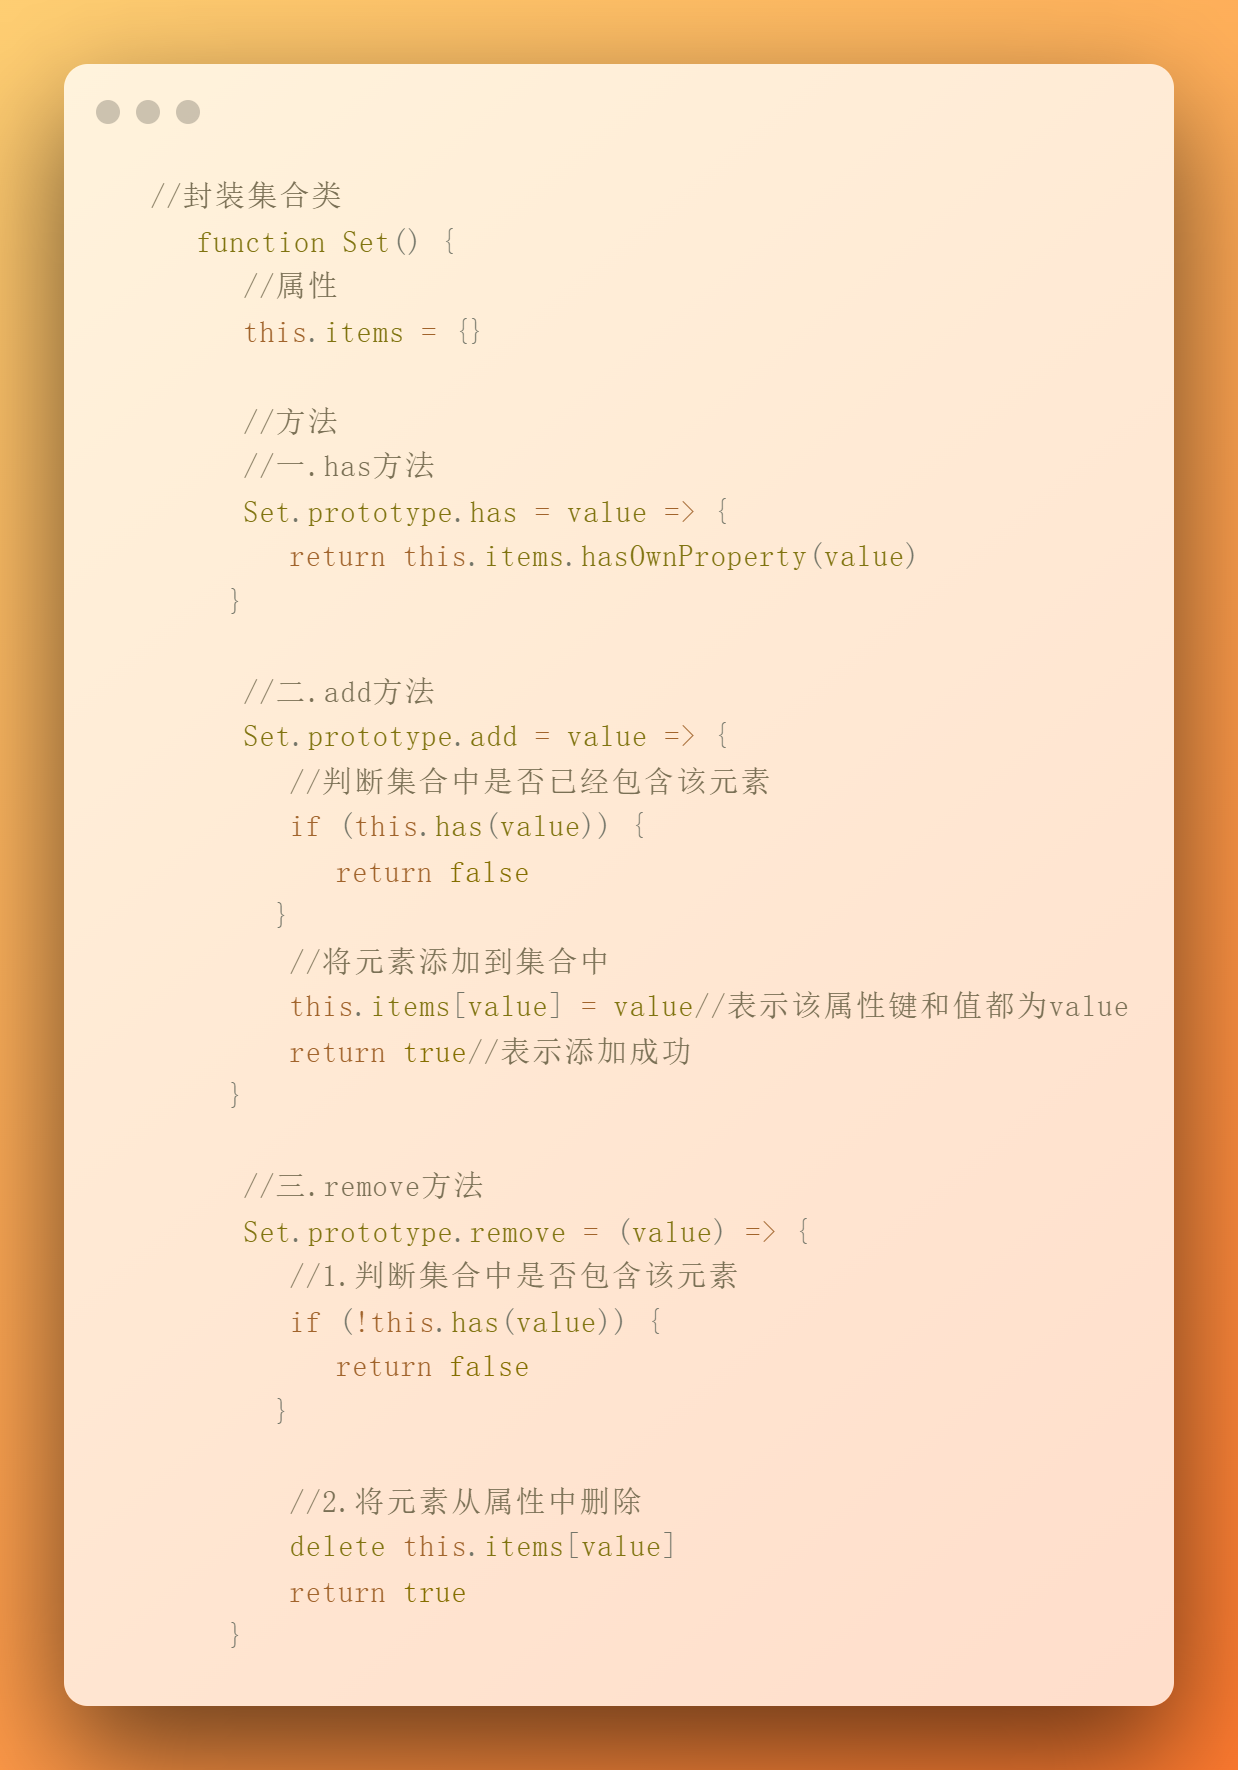 //封装集合类
function Set() {
//属性
this.items = {}
//方法
//一.has方法
Set.prototype.has = value => {
return this.items.hasOwnProperty(value)
}
//二.add方法
Set.prototype.add = value => {
//判断集合中是否已经包含该元素
if (this.has(value)) {
return false
}
//将元素添加到集合中
this.items[value] = value//表示该属性键和值都为value
return true//表示添加成功
}
//三.remove方法
Set.prototype.remove = (value) => {
//1.判断集合中是否包含该元素
if (!this.has(value)) {
return false
}
//2.将元素从属性中删除
delete this.items[value]
return true
}